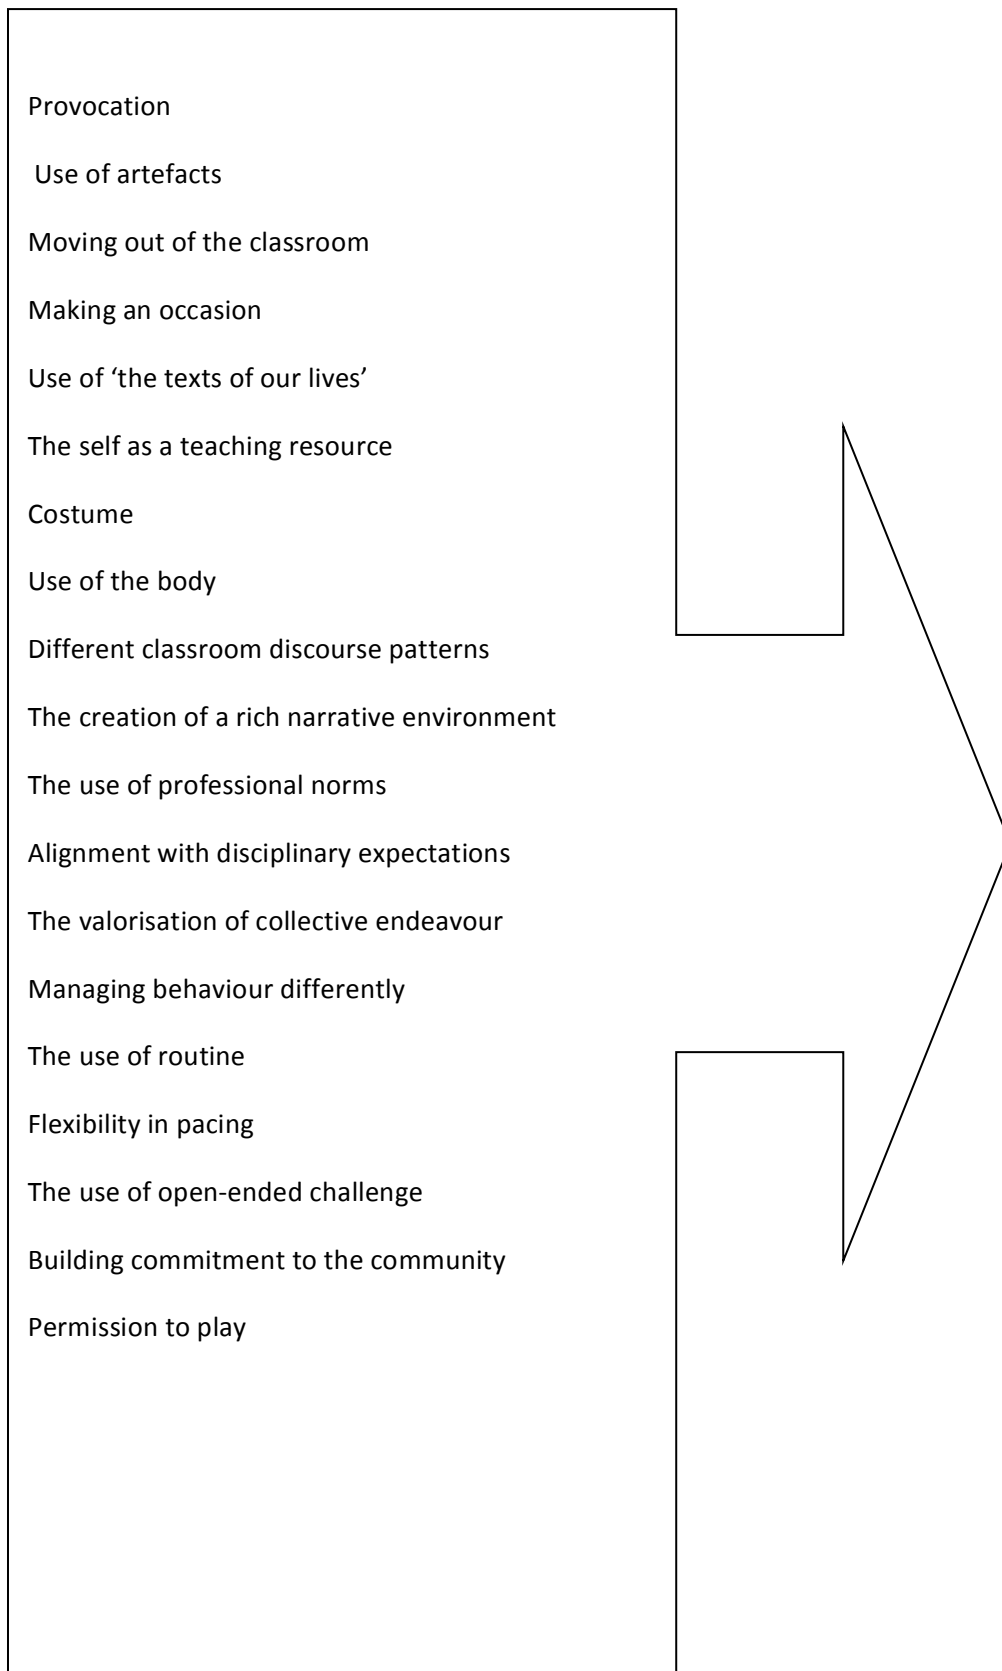 Provocation
Use of artefacts
Moving out of the classroom
Making an occasion
Use of ‘the texts of our lives’
The self as a teaching resource
Costume
Use of the body
Different classroom discourse patterns
The creation of a rich narrative environment
The use of professional norms
Alignment with disciplinary expectations
The valorisation of collective endeavour
Managing behaviour differently
The use of routine
Flexibility in pacing
The use of open-ended challenge
Building commitment to the community
Permission to play